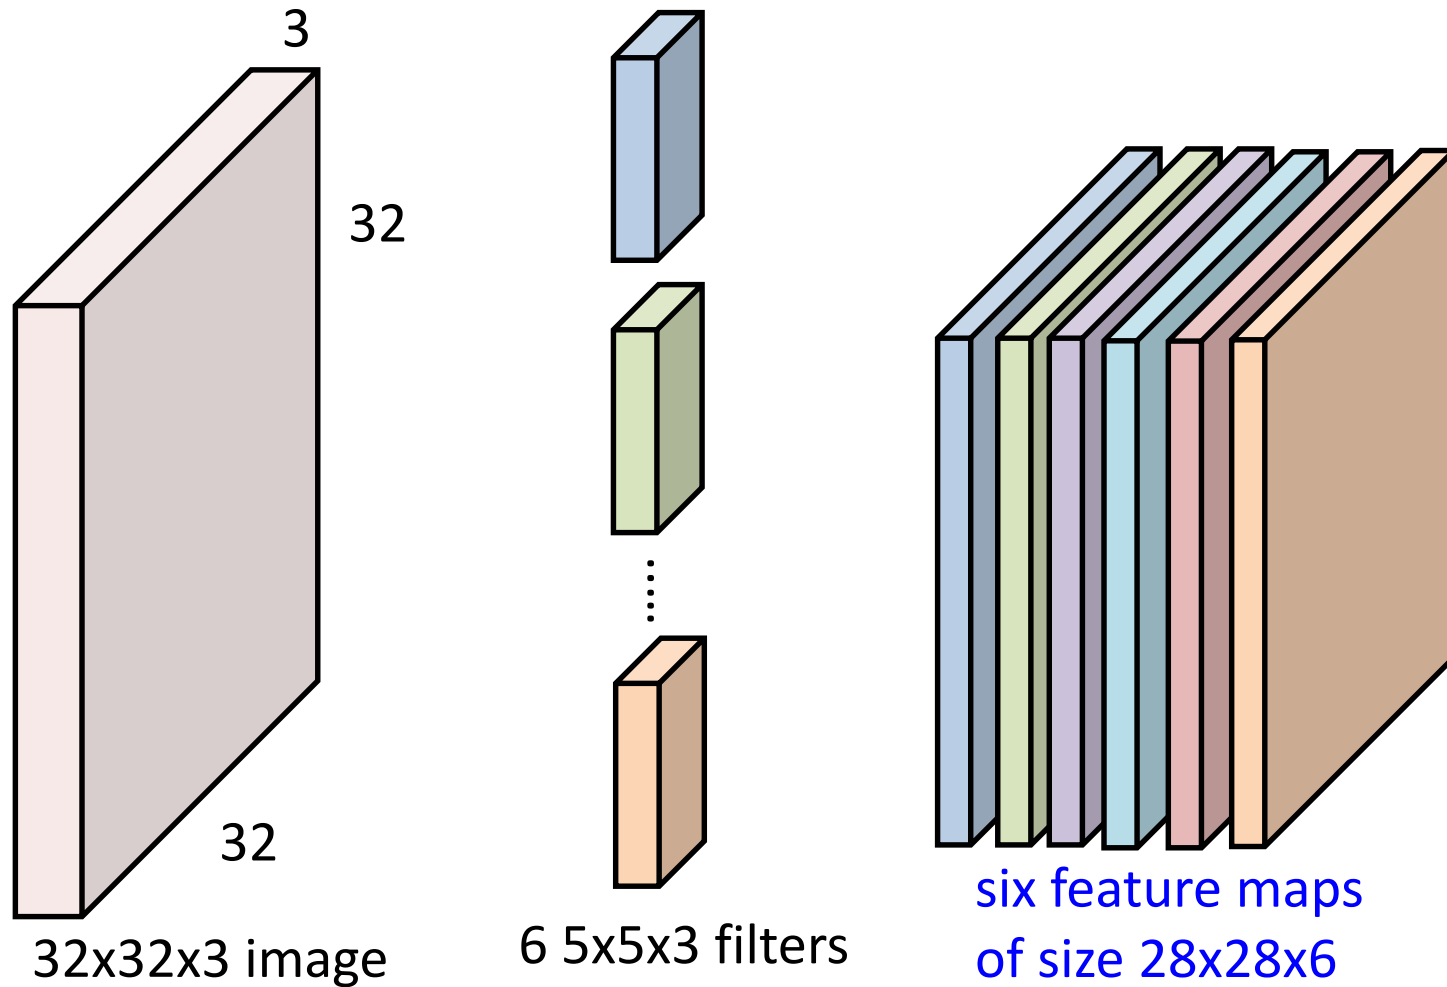 3
32
32
32x32x3 image
6 5x5x3 filters
six feature maps
of size 28x28x6